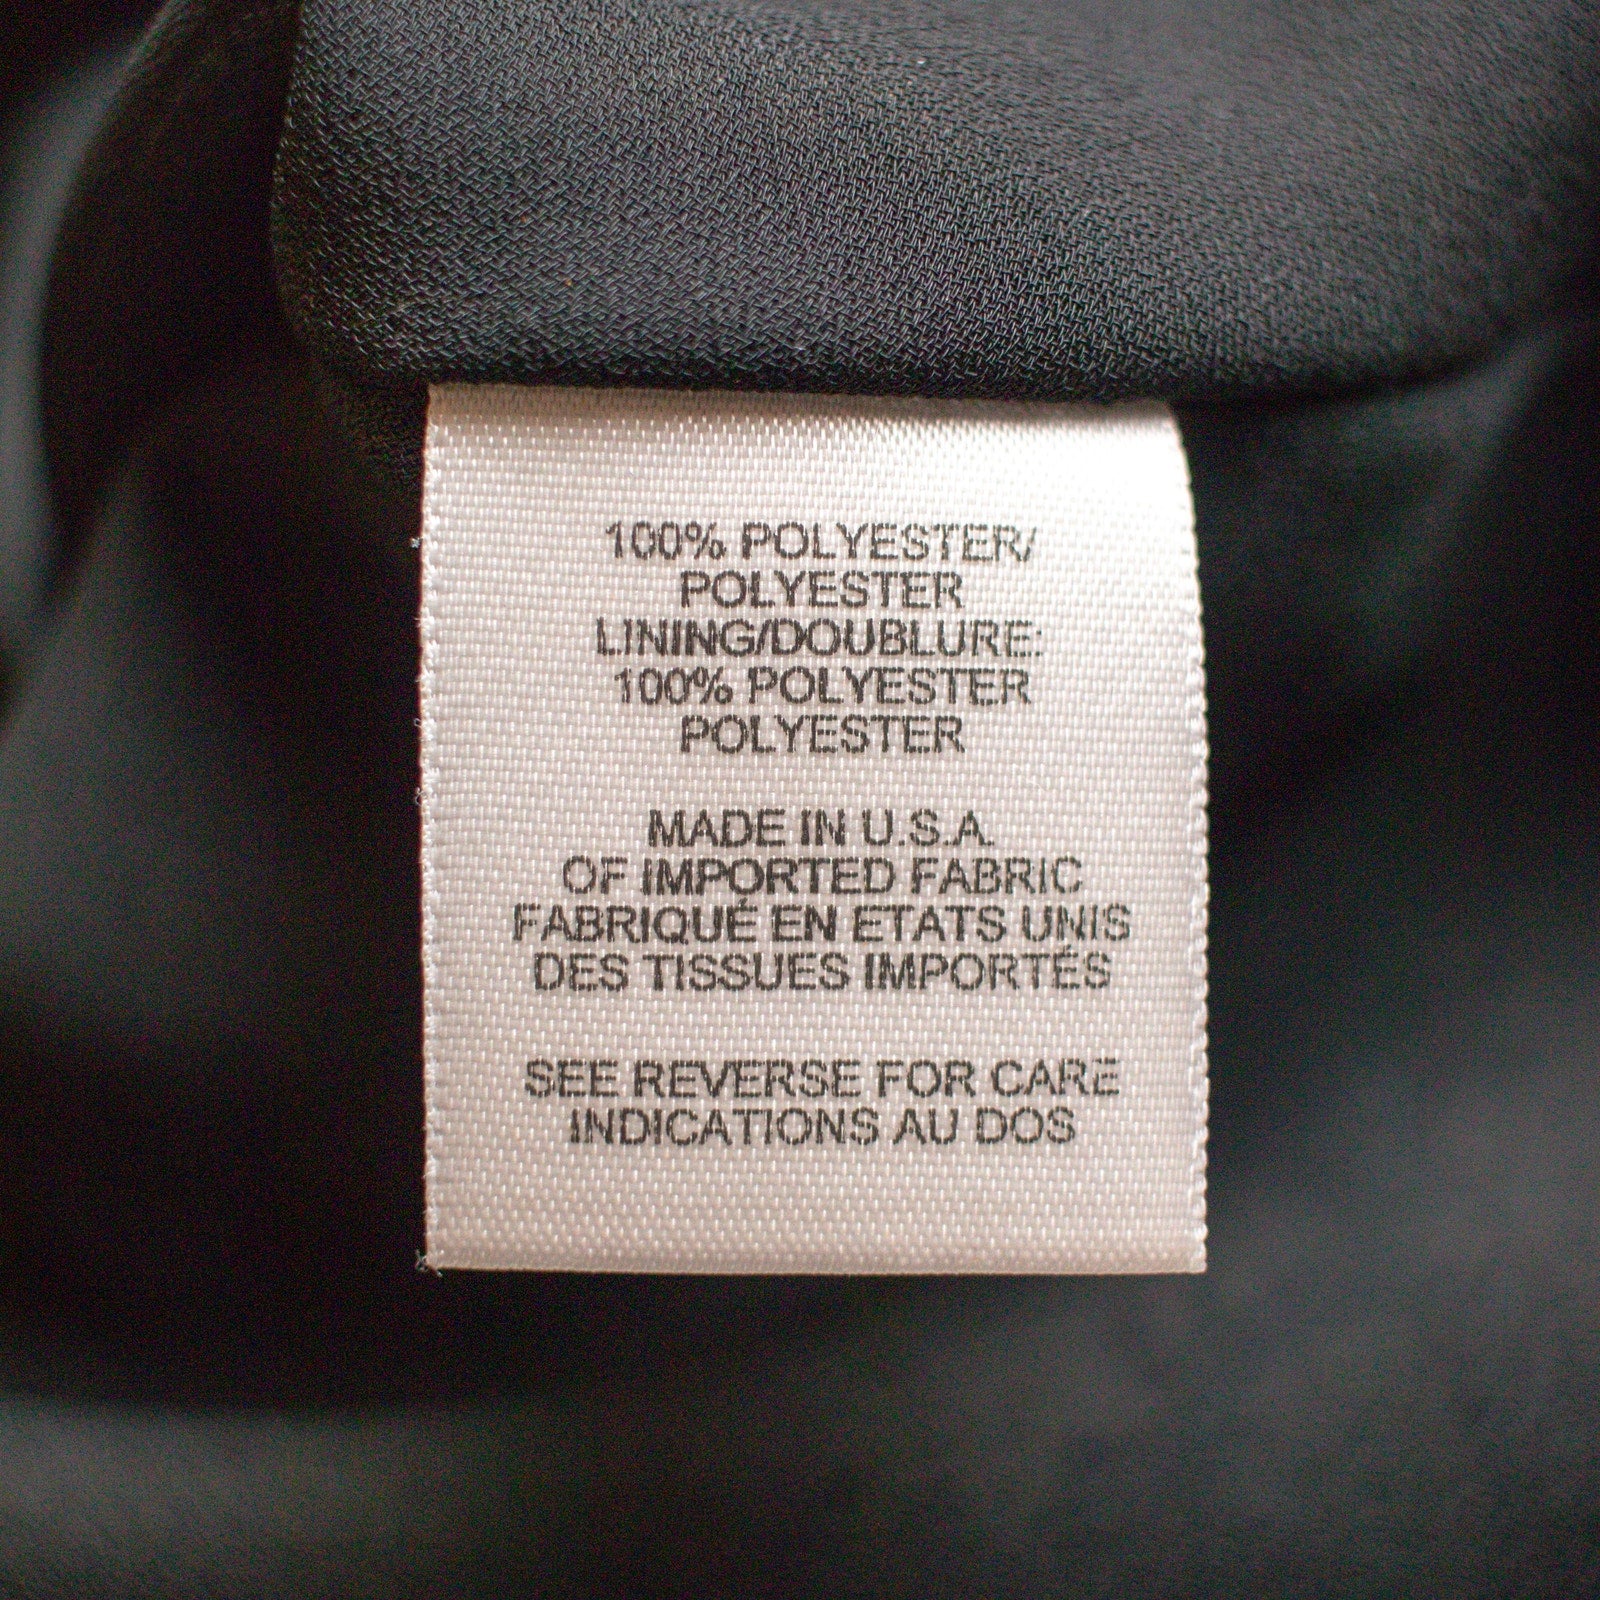 100% POLYESTER/
POLYESTER
LINING/DOUBLURE:
100% POLYESTER
POLYESTER
MADE IN U.S.A.
OF IMPORTED FABRIC
FABRIQUÉ EN ETATS UNIS
DES TISSUES IMPORTÉS
SEE REVERSE FOR CARE
INDICATIONS AU DOS